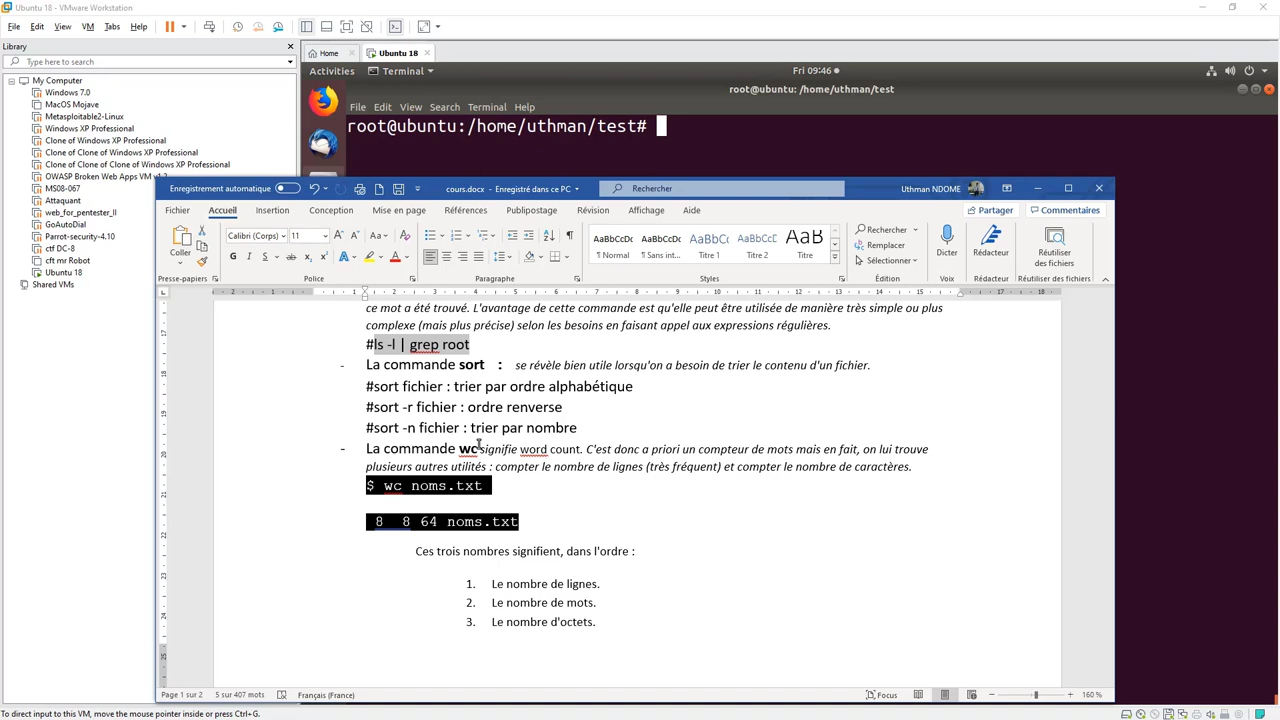 Ubuntu 18 - VMware Workstation
File Edit View VM Tabs Help
Library
Type here to search
My Computer
Windows 7.0
MacOS Mojave
Metasploitable2-Linux
Windows XP Professional
Clone of Windows XP Professional
Clone of Clone of Windows XP Professional
Clone of Clone of Clone of Windows XP Professional
OWASP Broken Web Apps VM v1.2
MS08-067
Attaquant
web_for_pentester_II
GoAutoDial
Parrot-security-4.10
ctf DC-8
cft mr Robot
Ubuntu 18
Shared VMs
Home Ubuntu 18
Activities Terminal Fri 09:46
root@ubuntu: /home/uthman/test
File Edit View Search Terminal Help
root@ubuntu:/home/uthman/test#
Enregistrement automatique cours.docx - Enregistré dans ce PC Rechercher Uthman NDOME
Fichier Accueil Insertion Conception Mise en page Références Publipostage Révision Affichage Aide Partager Commentaires
Coller
Calibri (Corps) 11
AaBbCcDc AaBbCcDc AaBbC AaBbCcD AaB
¶ Normal ¶ Sans int... Titre 1 Titre 2 Titre
Rechercher
Remplacer
Sélectionner
Dicter Rédacteur Réutiliser des fichiers
Presse-papiers Police Paragraphe Styles Édition Voix Rédacteur Réutiliser des fichiers
ce mot a été trouvé. L'avantage de cette commande est qu'elle peut être utilisée de manière très simple ou plus
complexe (mais plus précise) selon les besoins en faisant appel aux expressions régulières.
#ls -l | grep root
- La commande sort : se révèle bien utile lorsqu'on a besoin de trier le contenu d'un fichier.
#sort fichier : trier par ordre alphabétique
#sort -r fichier : ordre renverse
#sort -n fichier : trier par nombre
- La commande wc signifie word count. C'est donc a priori un compteur de mots mais en fait, on lui trouve
plusieurs autres utilités : compter le nombre de lignes (très fréquent) et compter le nombre de caractères.
$ wc noms.txt
8 8 64 noms.txt
Ces trois nombres signifient, dans l'ordre :
1. Le nombre de lignes.
2. Le nombre de mots.
3. Le nombre d'octets.
Page 1 sur 2 5 sur 407 mots Français (France) Focus 160 %
To direct input to this VM, move the mouse pointer inside or press Ctrl+G.